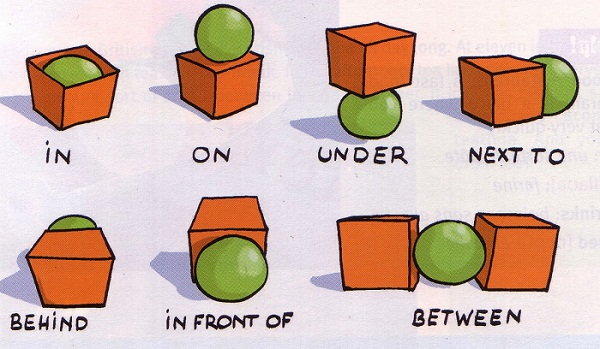 iN
ON
UNDER
NEXT TO
BEHiND
iN FRONT OF
BETWEEN